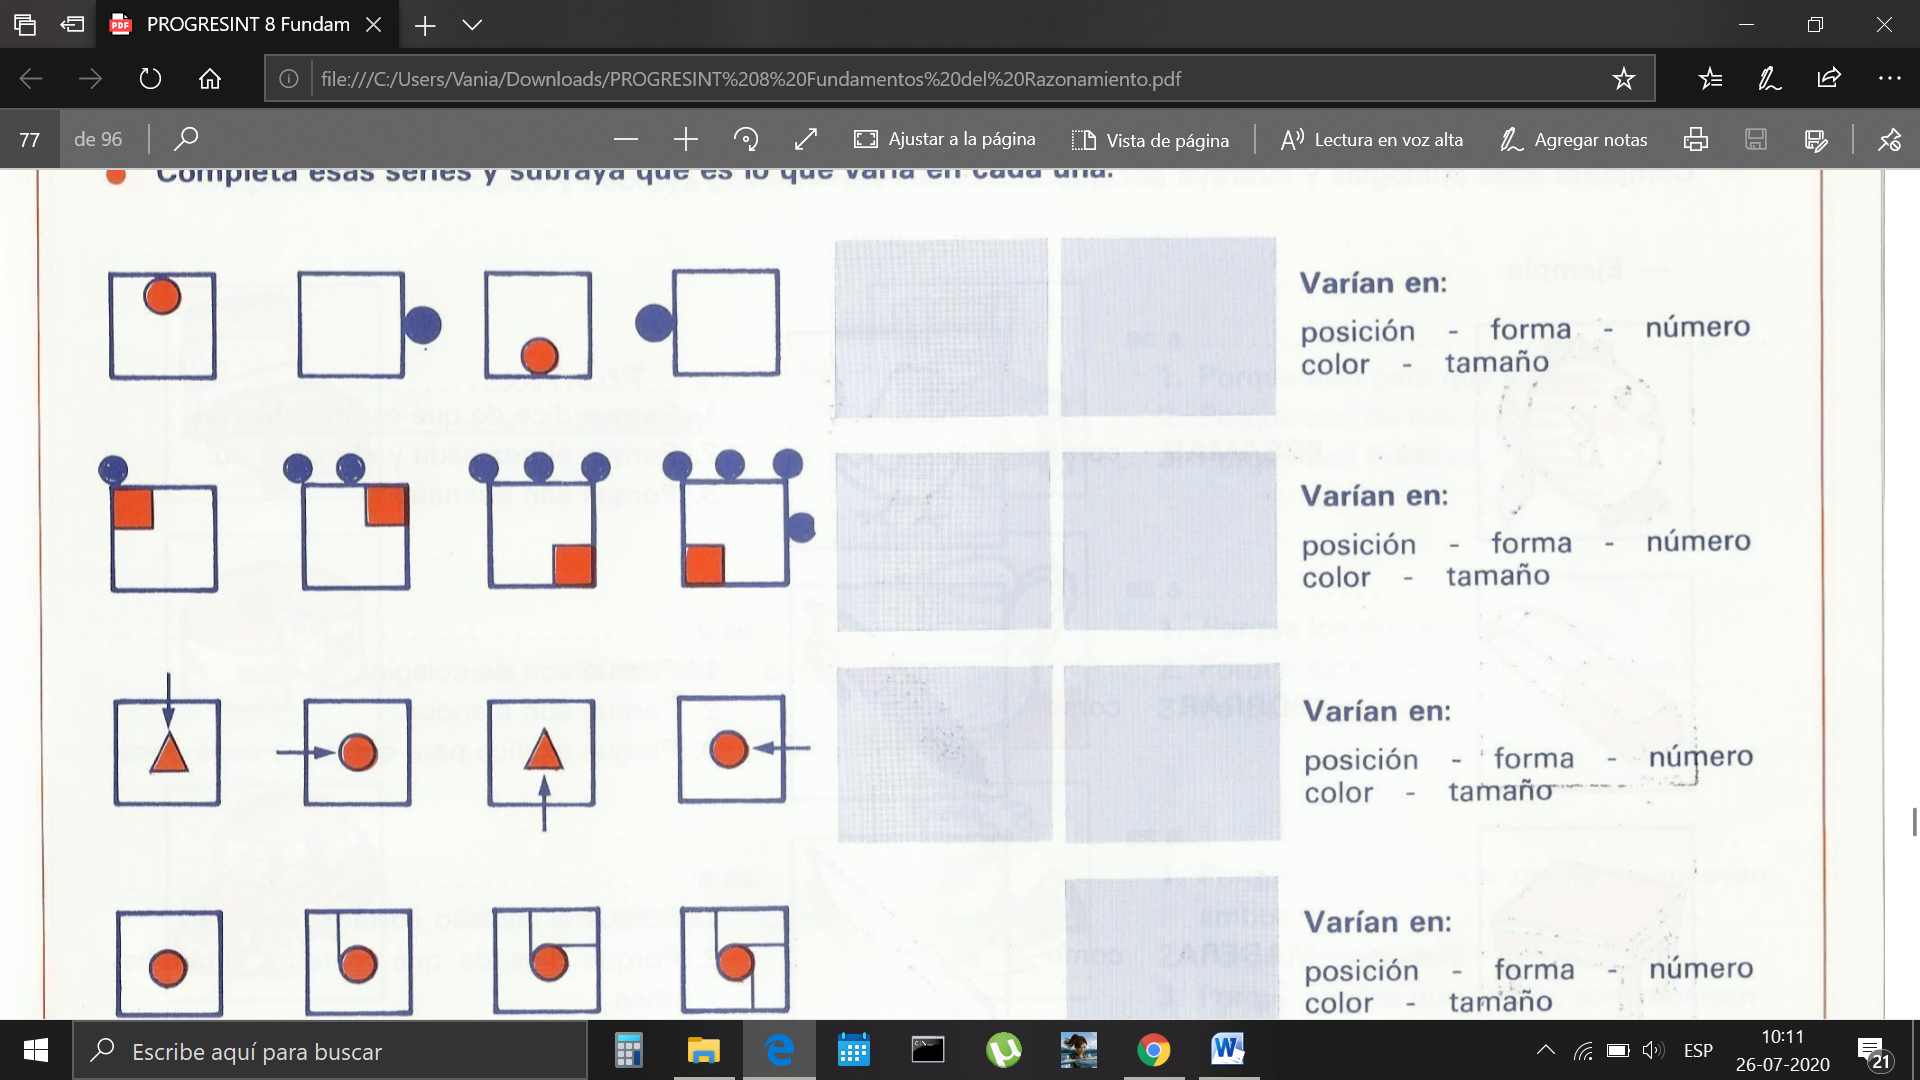 PROGRESINT 8 Fundam
file:///C:/Users/Vania/Downloads/PROGRESINT%208%20Fundamentos%20del%20Razonamiento.pdf
77 de 96
Ajustar a la página
Vista de página
Lectura en voz alta
Agregar notas
Completa esas series y subraya qué es lo que varía en cada una.
Varían en:
posición - forma - número
color - tamaño
Varían en:
posición - forma - número
color - tamaño
Varían en:
posición - forma - número
color - tamaño
Varían en:
posición - forma - número
color - tamaño
Escribe aquí para buscar
ESP
10:11
26-07-2020
21